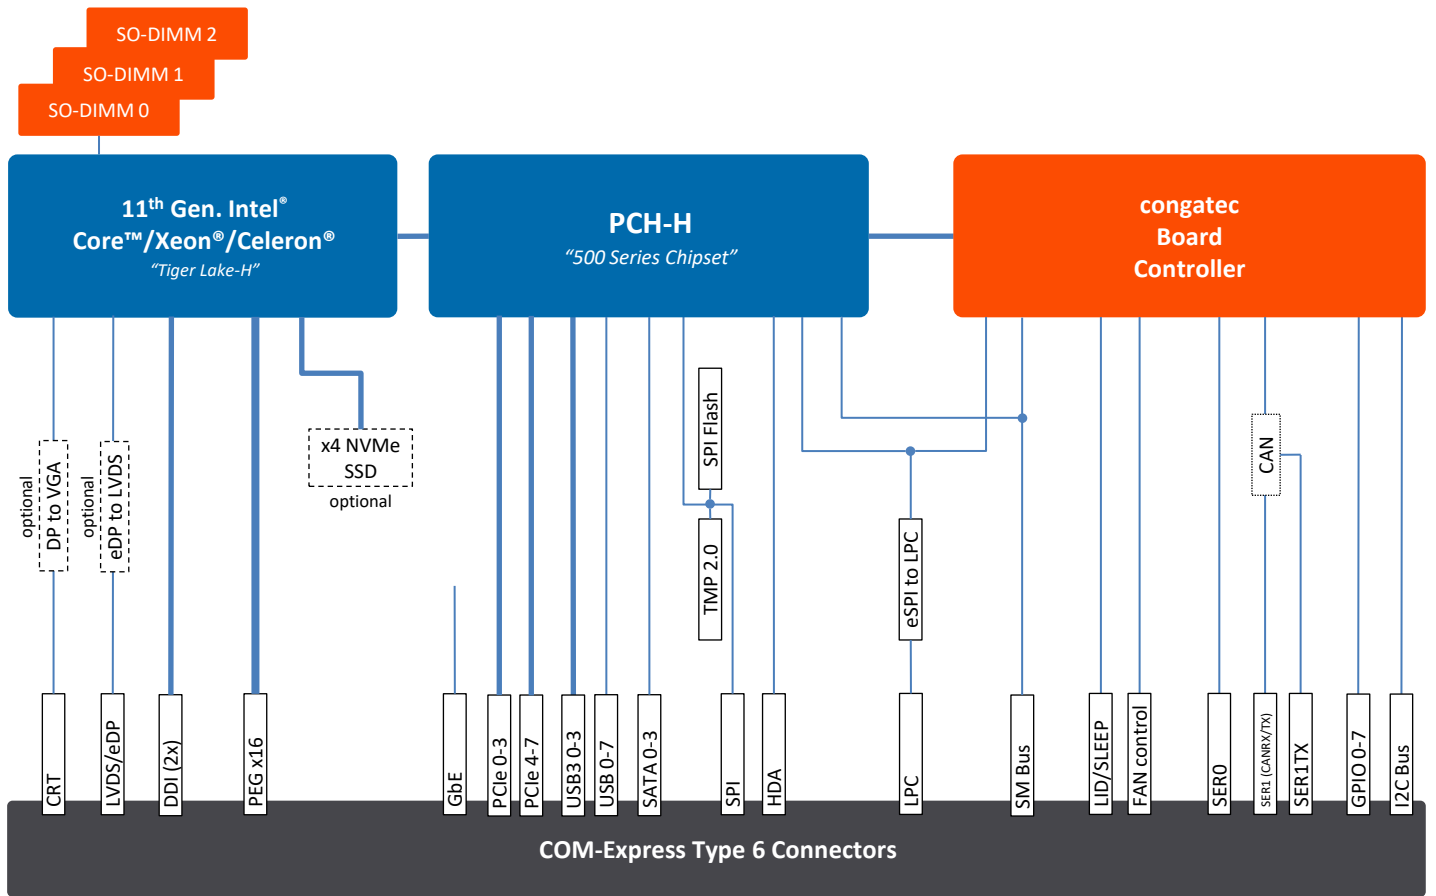 SO-DIMM 2
SO-DIMM 1
SO-DIMM 0
11th Gen. Intel®
Core™/Xeon®/Celeron®
“Tiger Lake-H”
PCH-H
“500 Series Chipset”
congatec
Board
Controller
optional
DP to VGA
optional
eDP to LVDS
x4 NVMe
SSD
optional
SPI Flash
TMP 2.0
eSPI to LPC
CAN
CRT
LVDS/eDP
DDI (2x)
PEG x16
GbE
PCIe 0-3
PCIe 4-7
USB3 0-3
USB 0-7
SATA 0-3
SPI
HDA
LPC
SM Bus
LID/SLEEP
FAN control
SER0
SER1 (CANRX/TX)
SER1TX
GPIO 0-7
I2C Bus
COM-Express Type 6 Connectors